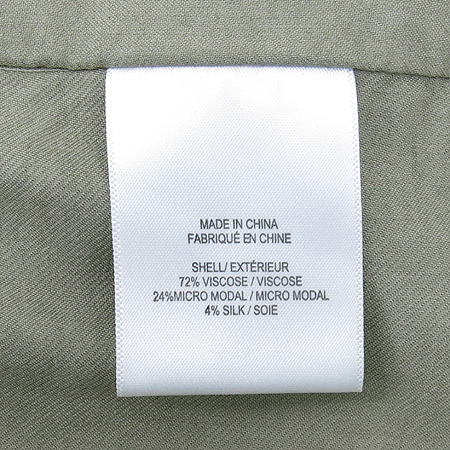 MADE IN CHINA
FABRIQUÉ EN CHINE
SHELL/ EXTÉRIEUR
72% VISCOSE / VISCOSE
24%MICRO MODAL / MICRO MODAL
4% SILK / SOIE